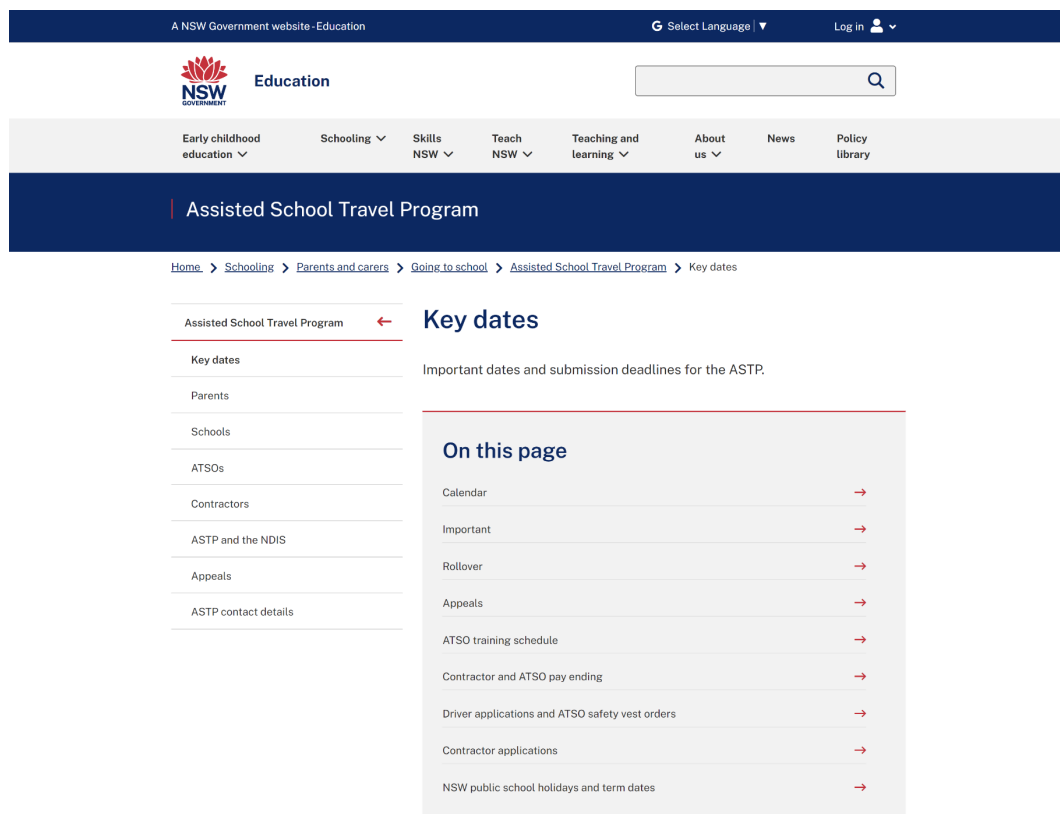 A NSW Government website - Education
G Select Language ▼
Log in
NSW
GOVERNMENT
Education
Early childhood
education
Schooling
Skills
NSW
Teach
NSW
Teaching and
learning
About
us
News
Policy
library
Assisted School Travel Program
Home > Schooling > Parents and carers > Going to school > Assisted School Travel Program > Key dates
Assisted School Travel Program
Key dates
Parents
Schools
ATSOs
Contractors
ASTP and the NDIS
Appeals
ASTP contact details
Key dates
Important dates and submission deadlines for the ASTP.
On this page
Calendar
Important
Rollover
Appeals
ATSO training schedule
Contractor and ATSO pay ending
Driver applications and ATSO safety vest orders
Contractor applications
NSW public school holidays and term dates